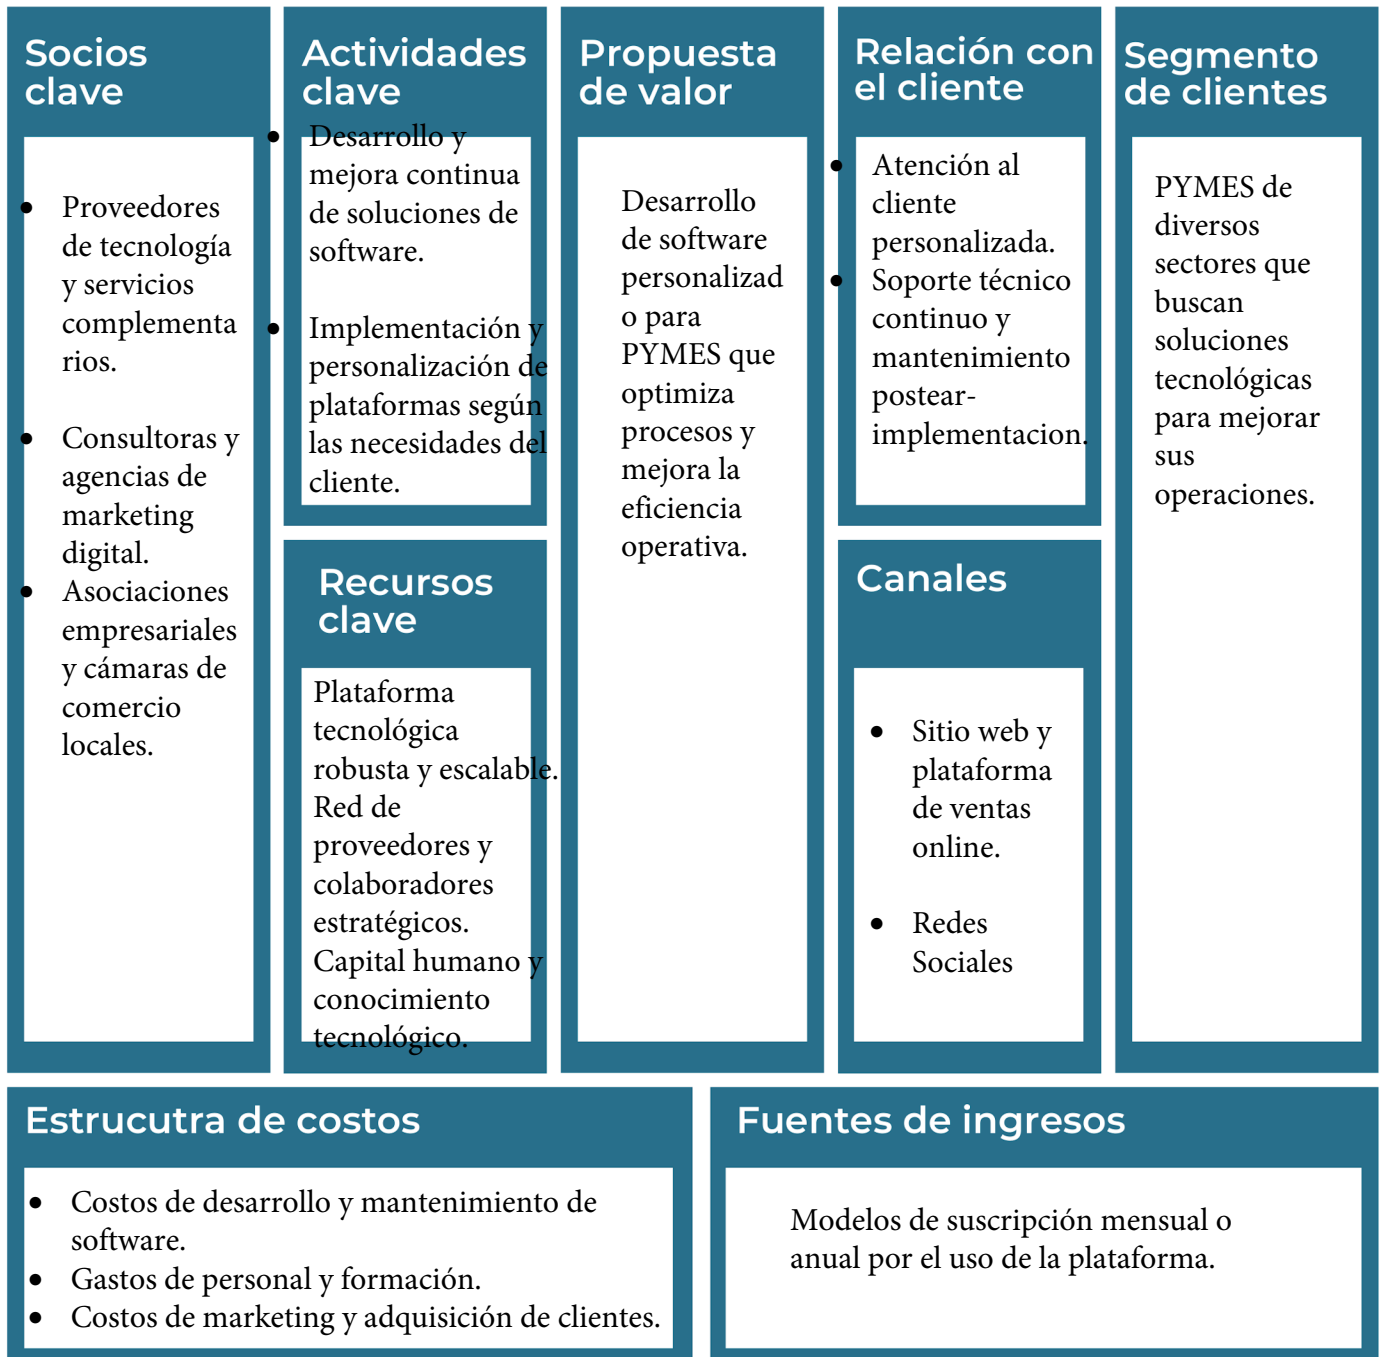 Socios
clave
Proveedores
de tecnología
y servicios
complementa
rios.
Consultoras y
agencias de
marketing
digital.
Asociaciones
empresariales
y cámaras de
comercio
locales.
Actividades
clave
Desarrollo y
mejora continua
de soluciones de
software.
Implementación y
personalización de
plataformas según
las necesidades del
cliente.
Recursos
clave
Plataforma
tecnológica
robusta y escalable.
Red de
proveedores y
colaboradores
estratégicos.
Capital humano y
conocimiento
tecnológico.
Propuesta
de valor
Desarrollo
de software
personalizad
o para
PYMES que
optimiza
procesos y
mejora la
eficiencia
operativa.
Relación con
el cliente
Atención al
cliente
personalizada.
Soporte técnico
continuo y
mantenimiento
postear-
implementacion.
Canales
Sitio web y
plataforma
de ventas
online.
Redes
Sociales
Segmento
de clientes
PYMES de
diversos
sectores que
buscan
soluciones
tecnológicas
para mejorar
sus
operaciones.
Estrucutra de costos
Costos de desarrollo y mantenimiento de
software.
Gastos de personal y formación.
Costos de marketing y adquisición de clientes.
Fuentes de ingresos
Modelos de suscripción mensual o
anual por el uso de la plataforma.